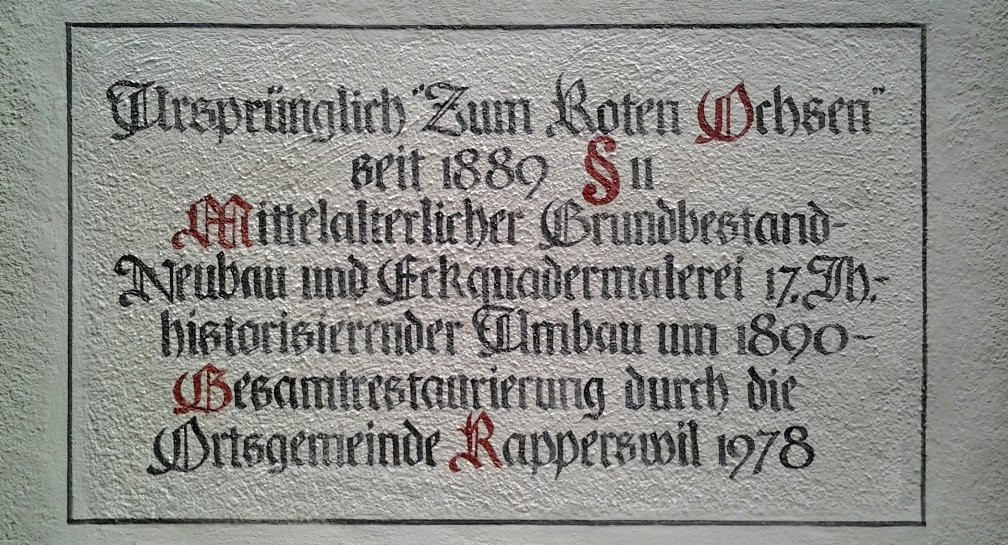 Ursprünglich "Zum Roten Ochsen"
seit 1889 § 11
Mittelalterlicher Grundbestand-
Neubau und Eckquadermalerei 17. Jh.-
historisierender Umbau um 1890-
Gesamtrestaurierung durch die
Ortsgemeinde Rapperswil 1978